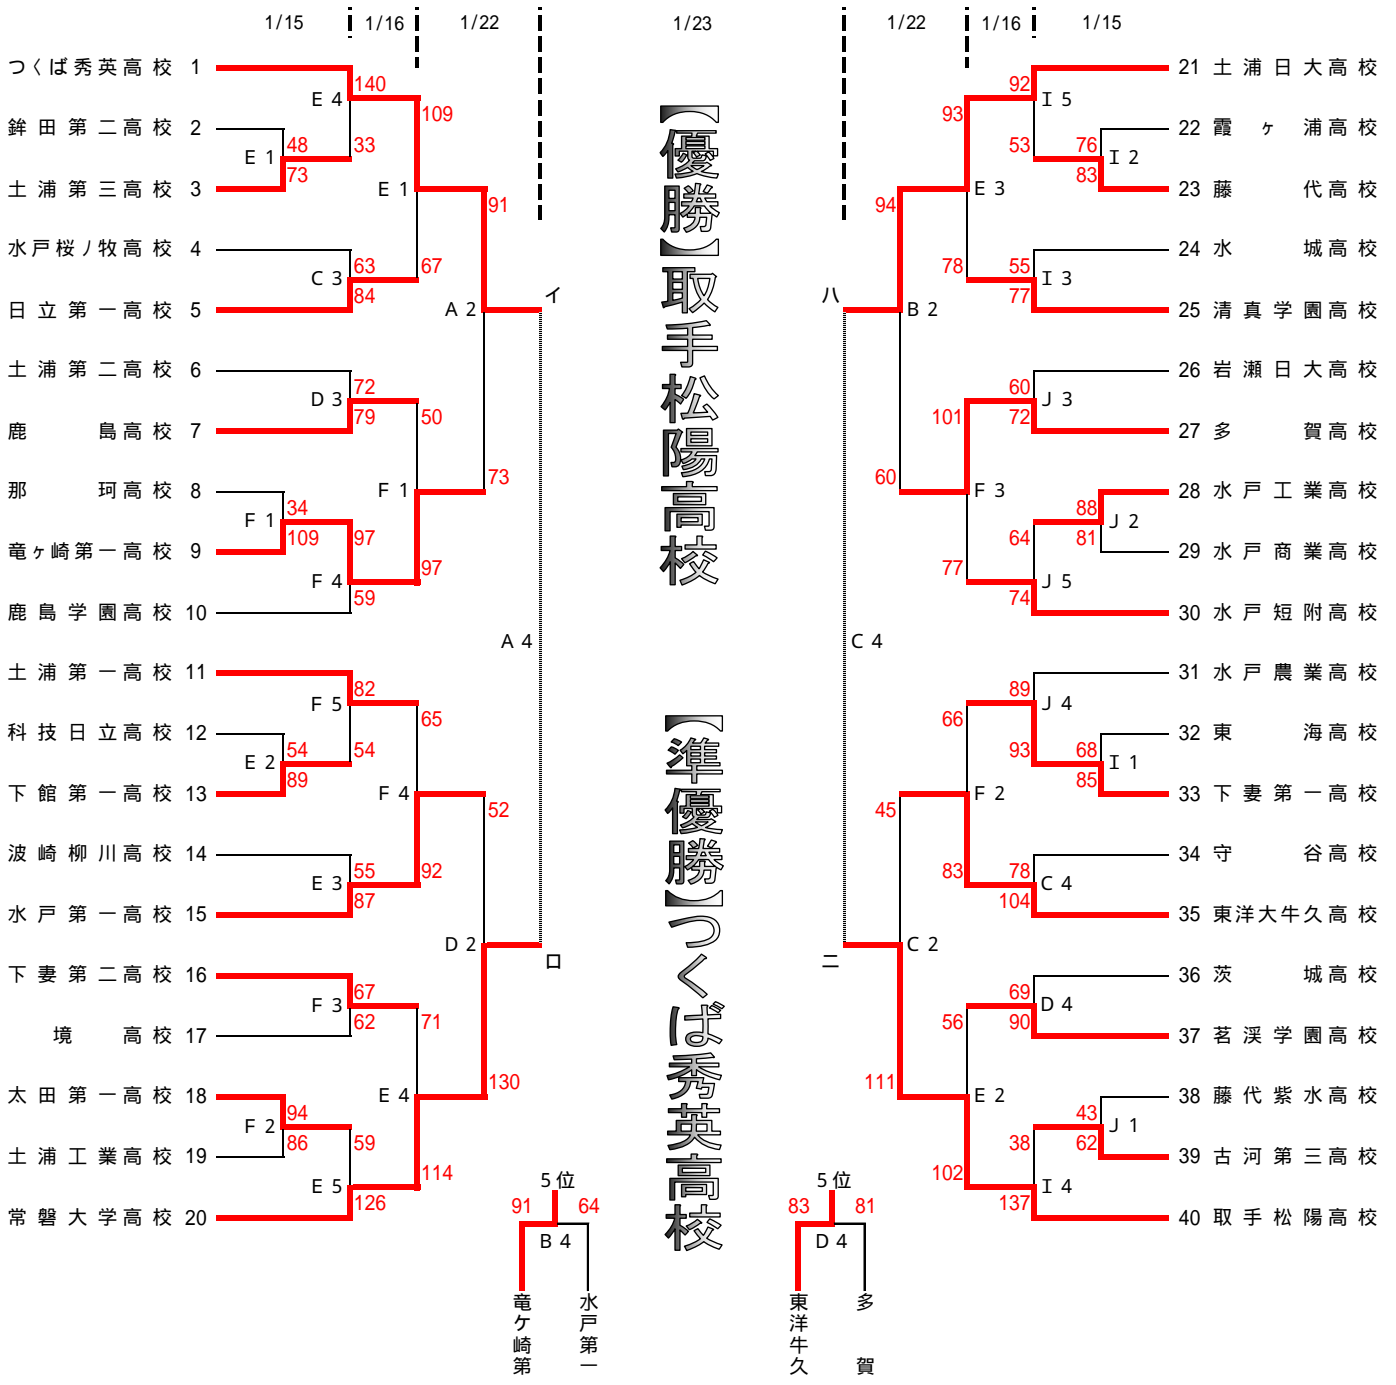 1/15 1/16 1/22 1/23 1/22 1/16 1/15
つくば秀英高校 1
鉾田第二高校 2
土浦第三高校 3
水戸桜ノ牧高校 4
日立第一高校 5
土浦第二高校 6
鹿島高校 7
那珂高校 8
竜ヶ崎第一高校 9
鹿島学園高校 10
土浦第一高校 11
科技日立高校 12
下館第一高校 13
波崎柳川高校 14
水戸第一高校 15
下妻第二高校 16
境高校 17
太田第一高校 18
土浦工業高校 19
常磐大学高校 20
E 4
140
33
E 1
48
73
E 1
109
67
C 3
63
84
A 2
91
73
D 3
72
79
F 1
50
97
F 1
34
109
F 4
97
59
イ
A 4
ロ
F 5
82
54
E 2
54
89
F 4
65
92
E 3
55
87
D 2
52
130
F 3
67
62
E 4
71
114
F 2
94
86
E 5
59
126
【優勝】取手松陽高校
【準優勝】つくば秀英高校
ハ
C 4
ニ
92
I 5
53
76
I 2
83
93
E 3
78
55
I 3
77
94
B 2
60
60
J 3
72
101
F 3
77
88
J 2
81
64
J 5
74
89
J 4
93
68
I 1
85
66
F 2
83
78
C 4
104
45
C 2
111
69
D 4
90
56
E 2
102
43
J 1
62
38
I 4
137
21 土浦日大高校
22 霞ヶ浦高校
23 藤代高校
24 水城高校
25 清真学園高校
26 岩瀬日大高校
27 多賀高校
28 水戸工業高校
29 水戸商業高校
30 水戸短附高校
31 水戸農業高校
32 東海高校
33 下妻第一高校
34 守谷高校
35 東洋大牛久高校
36 茨城高校
37 茗渓学園高校
38 藤代紫水高校
39 古河第三高校
40 取手松陽高校
5位
91 64
B 4
竜ケ崎第
水戸第一
5位
83 81
D 4
東洋牛久
多賀